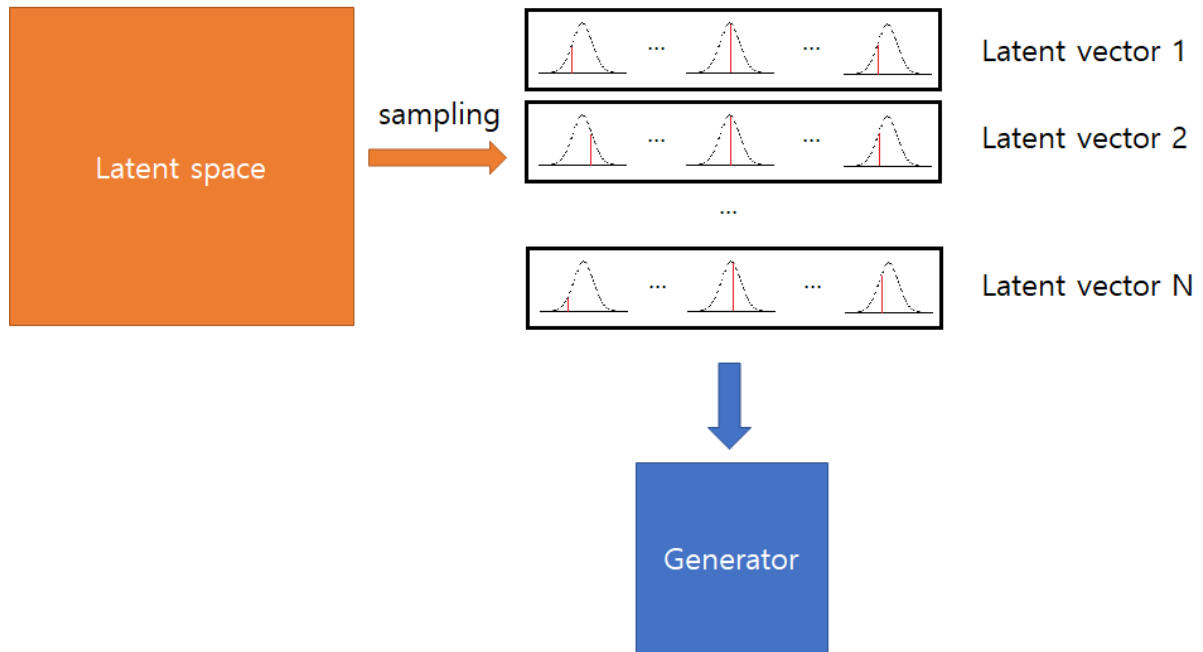 Latent space
sampling
... ... ...
Latent vector 1
... ... ...
Latent vector 2
...
... ... ...
Latent vector N
Generator